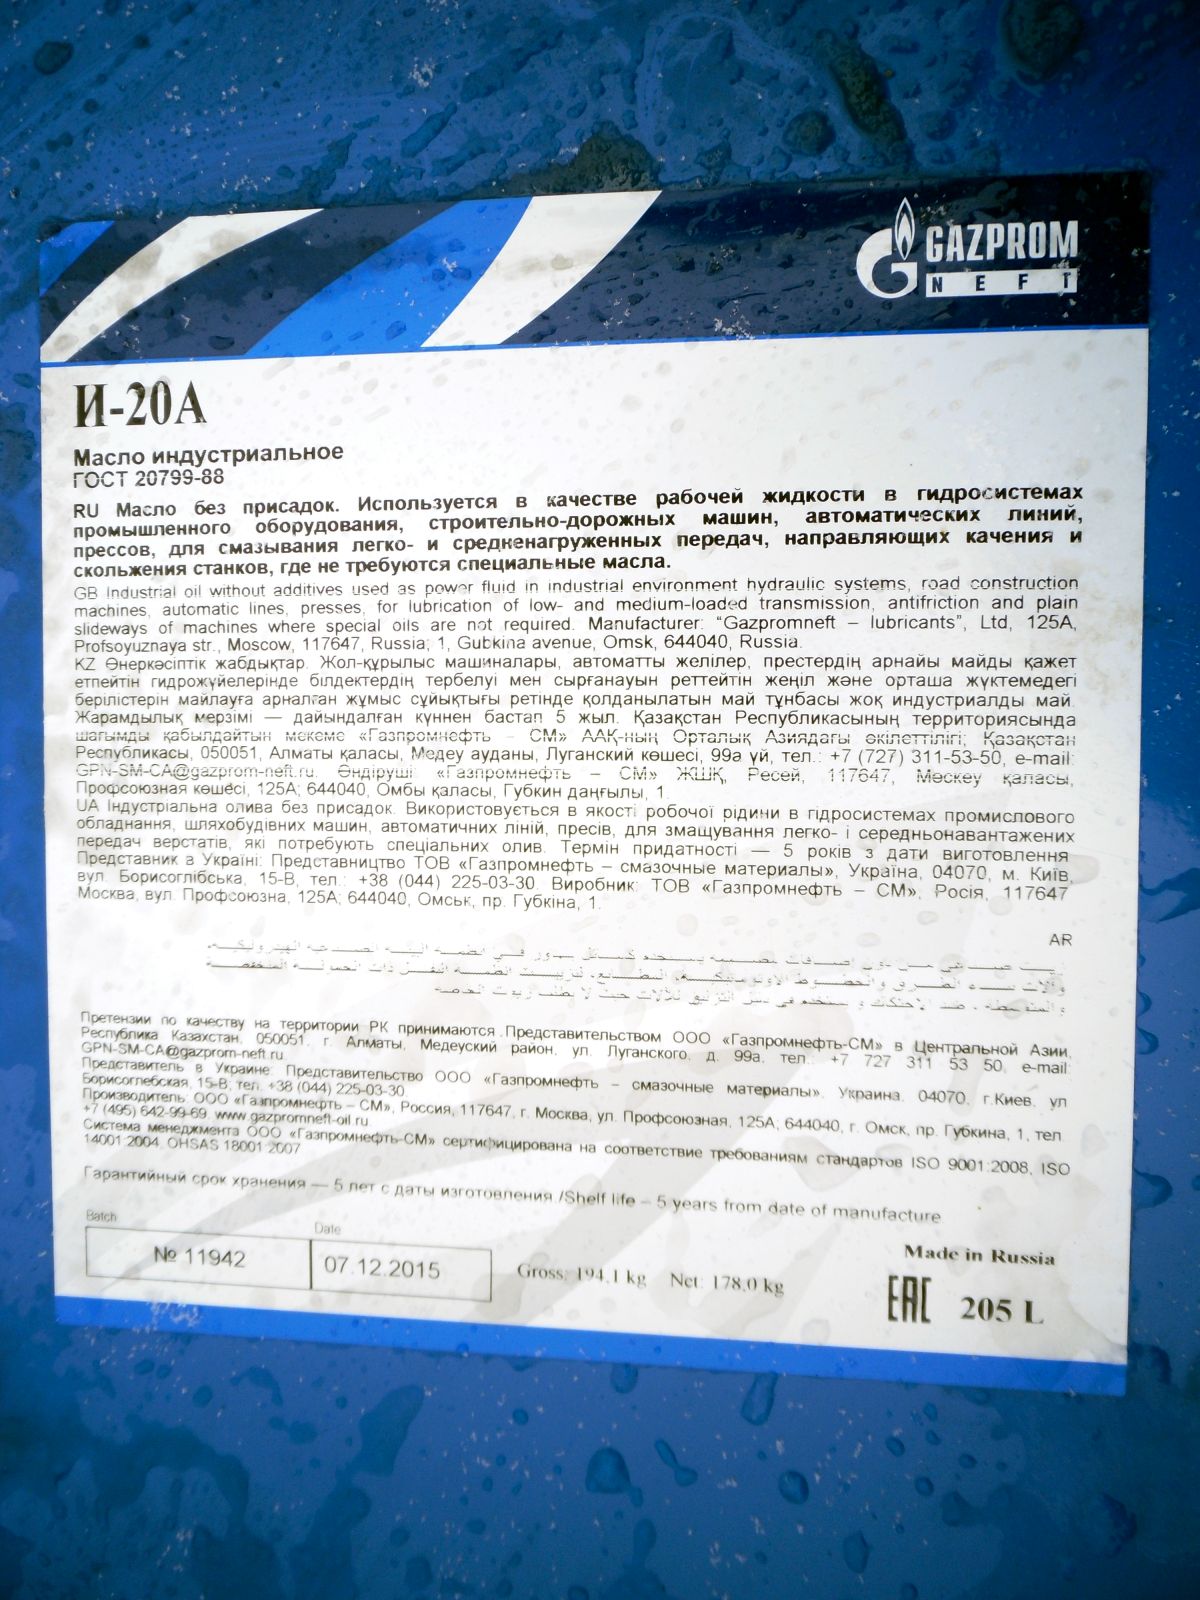 GAZPROM
NEFT
И-20А
Масло индустриальное
ГОСТ 20799-88
RU Масло без присадок. Используется в качестве рабочей жидкости в гидросистемах
промышленного оборудования, строительно-дорожных машин, автоматических линий,
прессов, для смазывания легко- и средненагруженных передач, направляющих качения и
скольжения станков, где не требуются специальные масла.
GB Industrial oil without additives used as power fluid in industrial environment hydraulic systems, road construction
machines, automatic lines, presses, for lubrication of low- and medium-loaded transmission, antifriction and plain
slideways of machines where special oils are not required. Manufacturer: “Gazpromneft – lubricants”, Ltd, 125A,
Profsoyuznaya str., Moscow, 117647, Russia; 1, Gubkina avenue, Omsk, 644040, Russia.
KZ Өнеркәсіптік жабдықтар. Жол-құрылыс машиналары, автоматты желілер, престердің арнайы майды қажет
етпейтін гидрожүйелерінде білдектердің тербелуі мен сырғанауын реттейтін жеңіл және орташа жүктемедегі
берілістерін майлауға арналған жұмыс сұйықтығы ретінде қолданылатын май тұнбасы жоқ индустриалды май.
Жарамдылық мерзімі — дайындалған күннен бастап 5 жыл. Қазақстан Республикасының территориясында
шағымды қабылдайтын мекеме «Газпромнефть – СМ» ААҚ-ның Орталық Азиядағы өкілеттілігі; Қазақстан
Республикасы, 050051, Алматы қаласы, Медеу ауданы, Луганский көшесі, 99а үй, тел.: +7 (727) 311-53-50, e-mail:
GPN-SM-CA@gazprom-neft.ru. Өндіруші: «Газпромнефть – СМ» ЖШҚ, Ресей, 117647, Мәскеу қаласы,
Профсоюзная көшесі, 125А; 644040, Омбы қаласы, Губкин даңғылы, 1.
UA Індустріальна олива без присадок. Використовується в якості робочої рідини в гідросистемах промислового
обладнання, шляхобудівних машин, автоматичних ліній, пресів, для змащування легко- і середньонавантажених
передач верстатів, які потребують спеціальних олив. Термін придатності — 5 років з дати виготовлення
Представник в Україні: Представництво ТОВ «Газпромнефть – смазочные материалы», Україна, 04070, м. Київ,
вул. Борисоглібська, 15-В, тел.: +38 (044) 225-03-30. Виробник: ТОВ «Газпромнефть – СМ», Росія, 117647
Москва, вул. Профсоюзна, 125А; 644040, Омськ, пр. Губкіна, 1.
AR
Претензии по качеству на территории РК принимаются Представительством ООО «Газпромнефть-СМ» в Центральной Азии,
Республика Казахстан, 050051, г. Алматы, Медеуский район, ул. Луганского, д. 99а, тел.: +7 727 311 53 50, e-mail:
GPN-SM-CA@gazprom-neft.ru
Представитель в Украине: Представительство ООО «Газпромнефть – смазочные материалы», Украина, 04070, г.Киев, ул
Борисоглебская, 15-В, тел. +38 (044) 225-03-30
Производитель: ООО «Газпромнефть – СМ», Россия, 117647, г. Москва, ул. Профсоюзная, 125А; 644040, г. Омск, пр. Губкина, 1, тел.
+7 (495) 642-99-69 www.gazpromneft-oil.ru
Система менеджмента ООО «Газпромнефть-СМ» сертифицирована на соответствие требованиям стандартов ISO 9001:2008, ISO
14001:2004, OHSAS 18001:2007
Гарантийный срок хранения — 5 лет с даты изготовления /Shelf life – 5 years from date of manufacture
Batch
Date
№ 11942
07.12.2015
Gross: 194,1 kg Net: 178,0 kg
Made in Russia
EAC 205 L